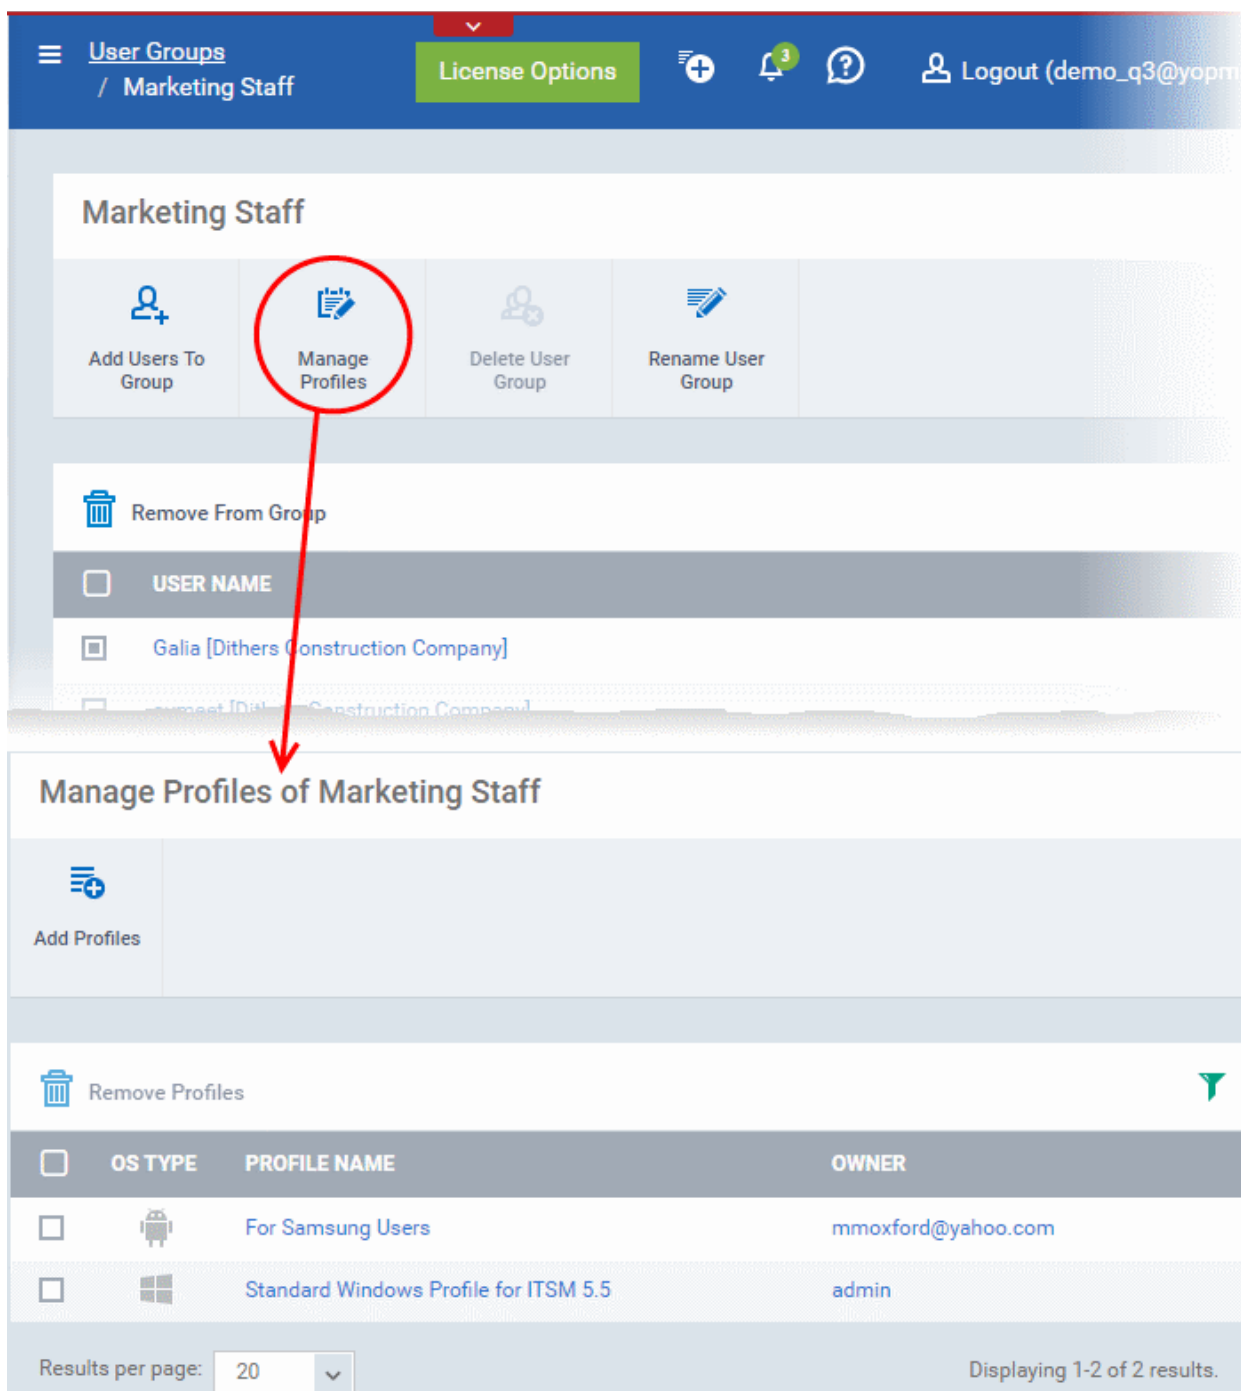 User Groups
License Options
3
Logout (demo_q3@yopm
/ Marketing Staff
Marketing Staff
Add Users To
Group
Manage
Profiles
Delete User
Group
Rename User
Group
Remove From Group
USER NAME
Galia [Dithers Construction Company]
Construction Company]
Manage Profiles of Marketing Staff
Add Profiles
Remove Profiles
OS TYPE PROFILE NAME OWNER
For Samsung Users mmoxford@yahoo.com
Standard Windows Profile for ITSM 5.5 admin
Results per page: 20 Displaying 1-2 of 2 results.